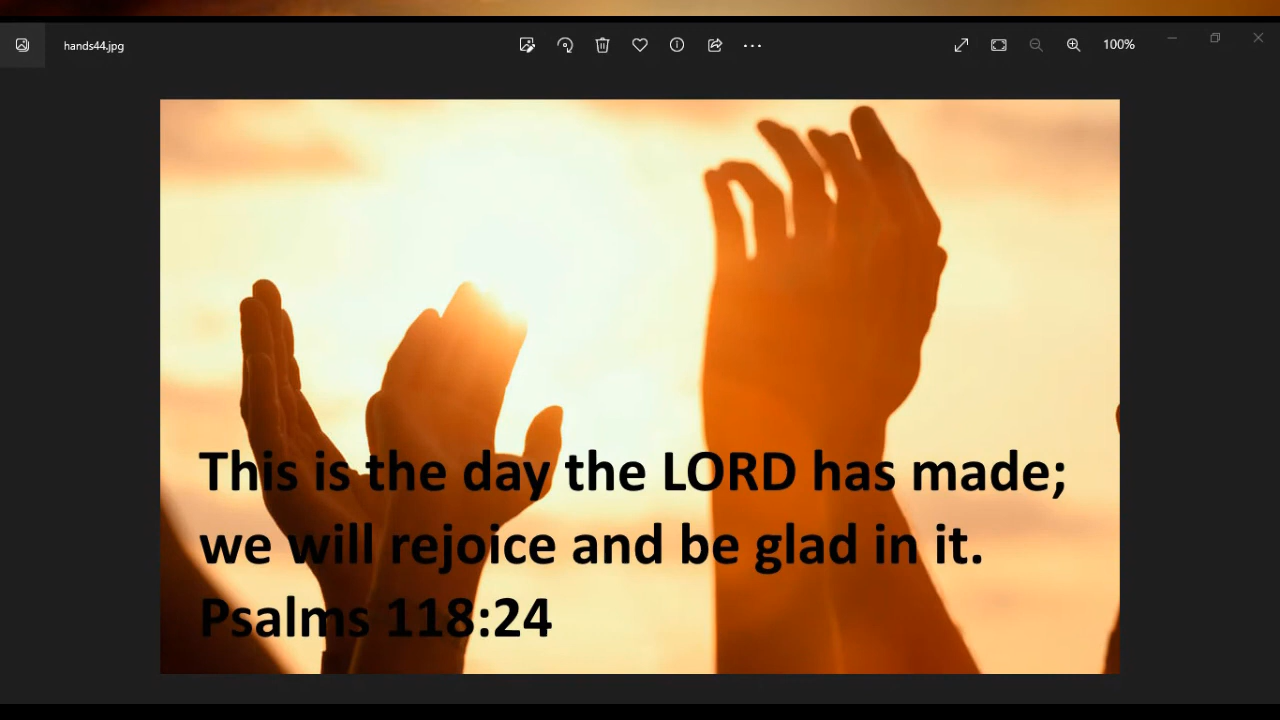 hands44.jpg
100%
This is the day the LORD has made;
we will rejoice and be glad in it.
Psalms 118:24